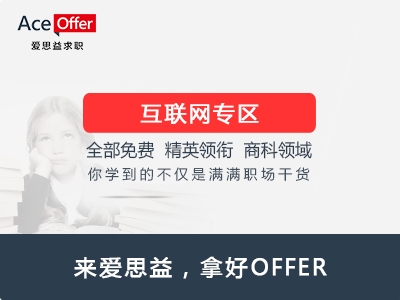 Ace Offer
爱思益求职
互联网专区
全部免费 精英领衔 商科领域
你学到的不仅是满满职场干货
来爱思益，拿好OFFER